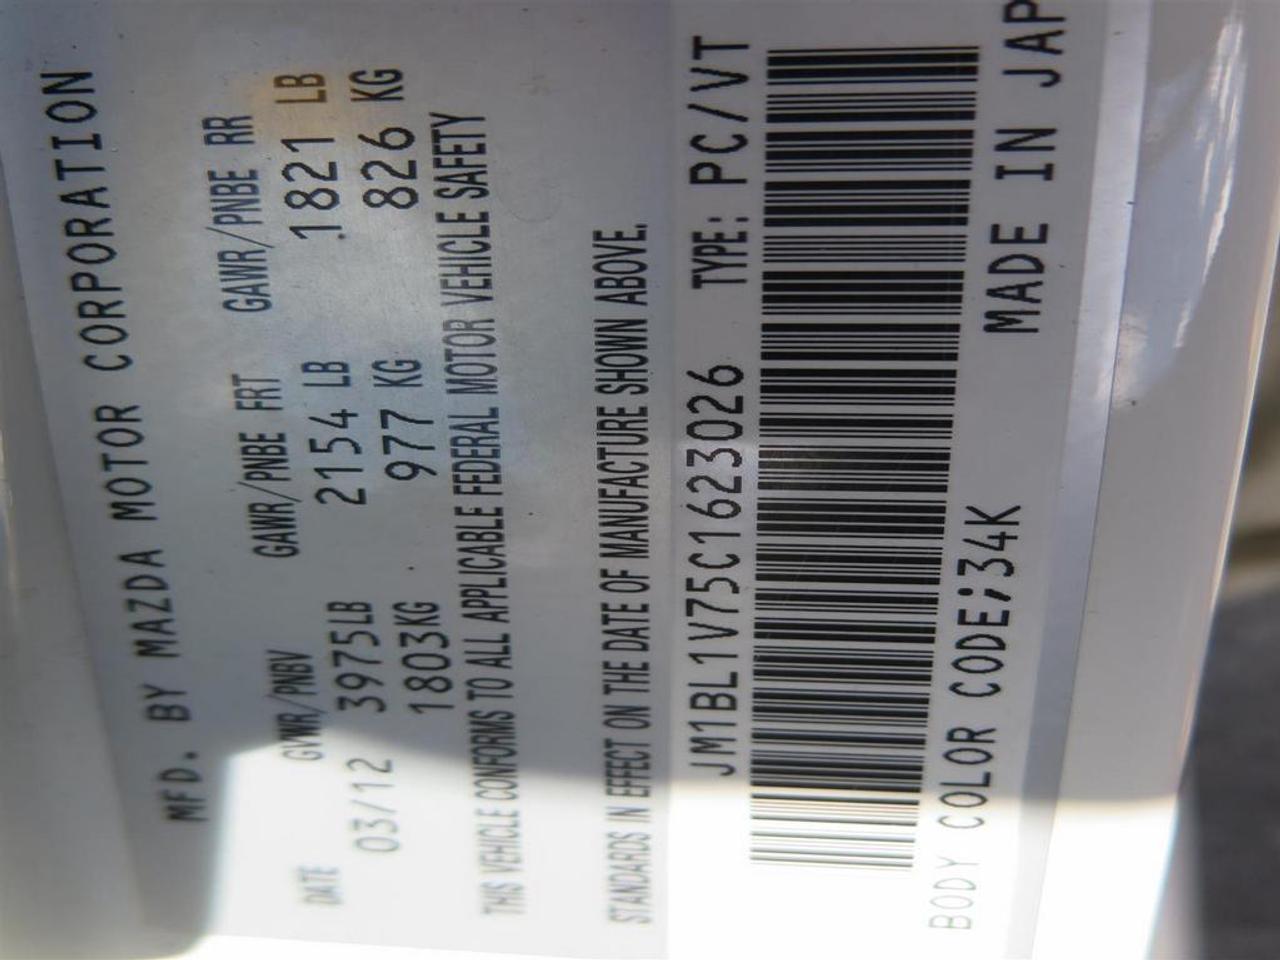 MFD. BY MAZDA MOTOR CORPORATION
DATE GVWR/PNBV GAWR/PNBE FRT GAWR/PNBE RR
03/12 3975LB 2154 LB 1821 LB
1803KG 977 KG 826 KG
THIS VEHICLE CONFORMS TO ALL APPLICABLE FEDERAL MOTOR VEHICLE SAFETY
STANDARDS IN EFFECT ON THE DATE OF MANUFACTURE SHOWN ABOVE.
JM1BL1V75C1623026 TYPE: PC/VT
BODY COLOR CODE;34K MADE IN JAP